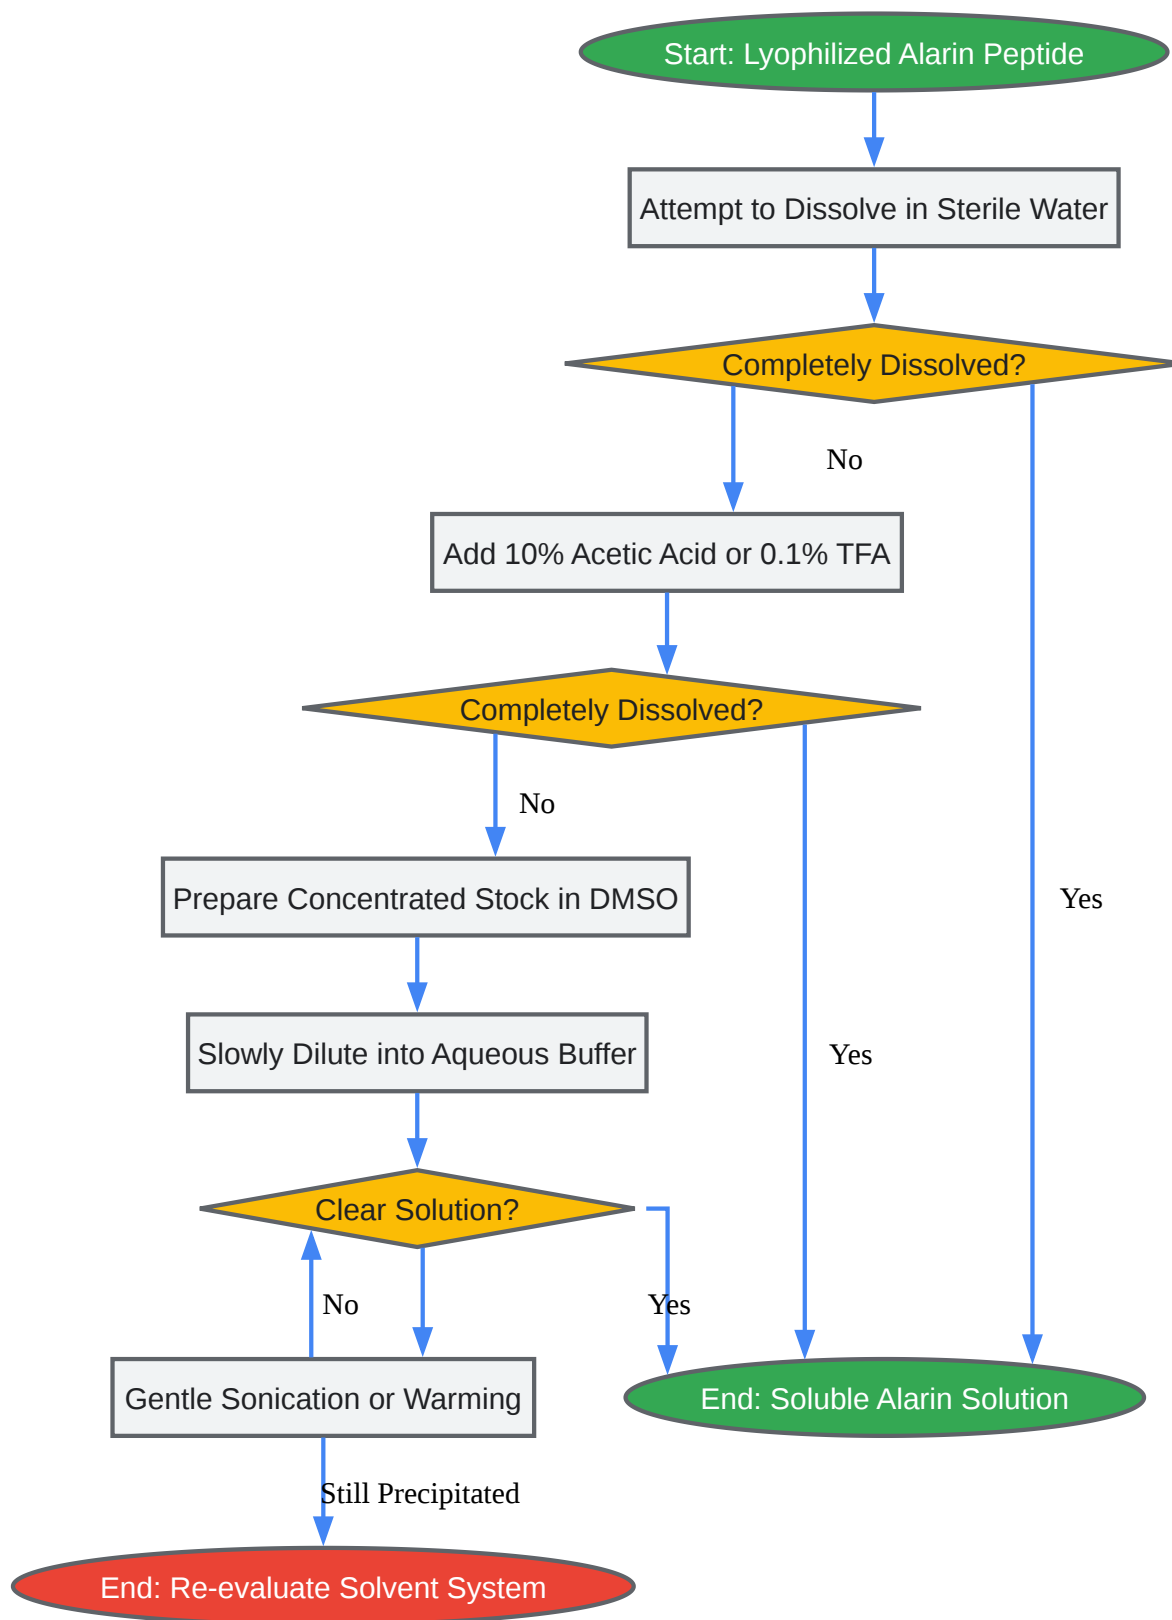 Start: Lyophilized Alarin Peptide
Attempt to Dissolve in Sterile Water
Completely Dissolved?
No
Add 10% Acetic Acid or 0.1% TFA
Completely Dissolved?
No
Prepare Concentrated Stock in DMSO
Yes
Slowly Dilute into Aqueous Buffer
Yes
Clear Solution?
No
Yes
Gentle Sonication or Warming
End: Soluble Alarin Solution
Still Precipitated
End: Re-evaluate Solvent System